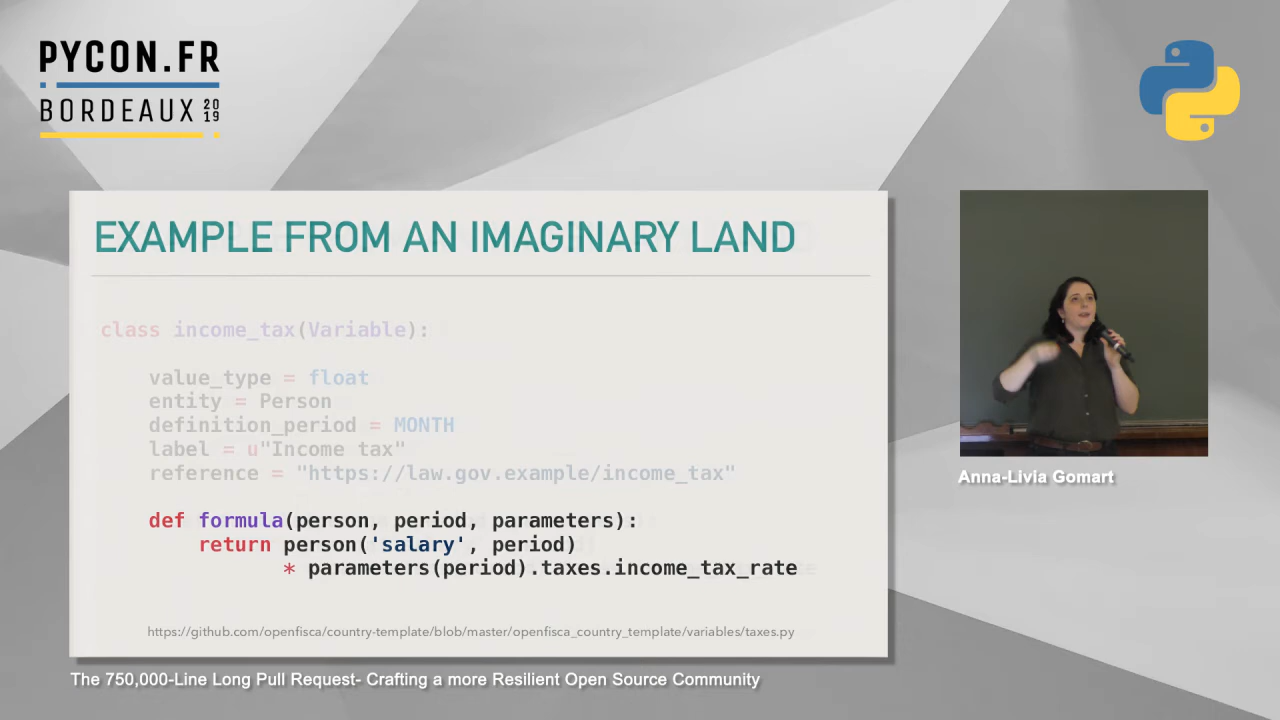 PYCON.FR
BORDEAUX 2019
EXAMPLE FROM AN IMAGINARY LAND
class income_tax(Variable):
value_type = float
entity = Person
definition_period = MONTH
label = u"Income tax"
reference = "https://law.gov.example/income_tax"
def formula(person, period, parameters):
return person('salary', period)
* parameters(period).taxes.income_tax_rate
https://github.com/openfisca/country-template/blob/master/openfisca_country_template/variables/taxes.py
Anna-Livia Gomart
The 750,000-Line Long Pull Request- Crafting a more Resilient Open Source Community